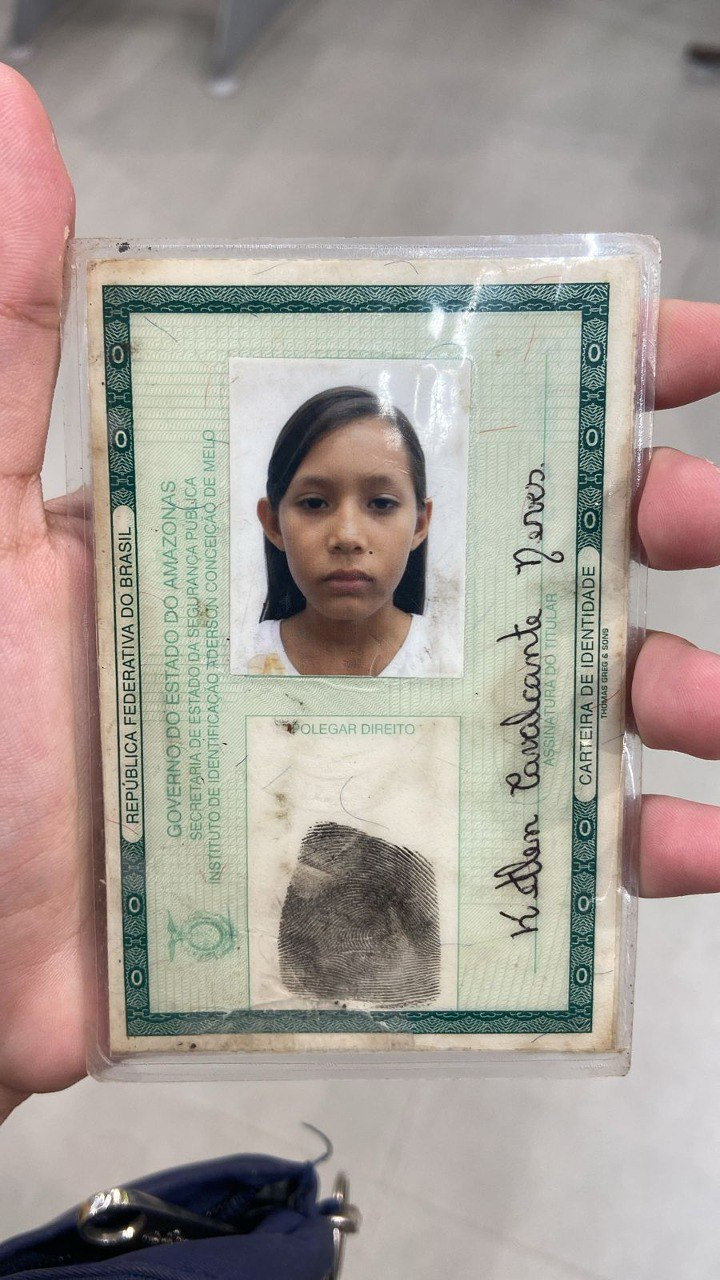 REPÚBLICA FEDERATIVA DO BRASIL
GOVERNO DO ESTADO DO AMAZONAS
SECRETARIA DE ESTADO DA SEGURANÇA PÚBLICA
INSTITUTO DE IDENTIFICAÇÃO ADERSON CONCEIÇÃO DE MELO
POLEGAR DIREITO
Ketlen Cavalcante Neves.
ASSINATURA DO TITULAR
CARTEIRA DE IDENTIDADE
THOMAS GREG & SONS